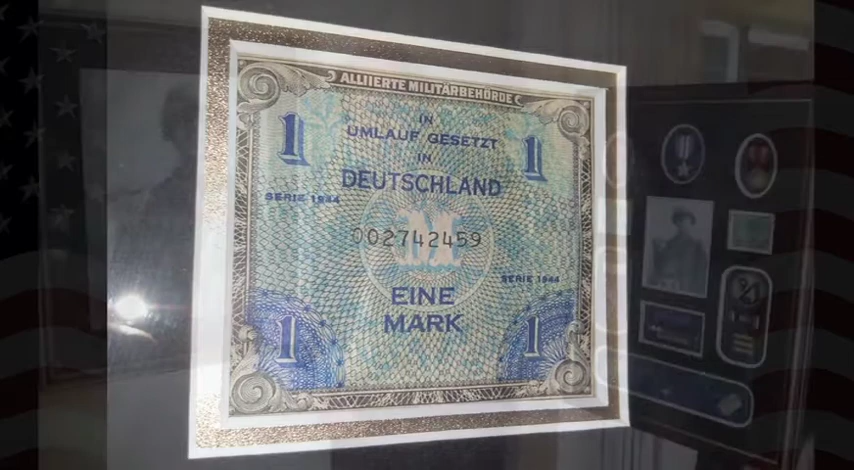 ALLIIERTE MILITÄRBEHÖRDE
IN
UMLAUF GESETZT
IN
DEUTSCHLAND
1
1
SERIE 1944
002742459
SERIE 1944
EINE
MARK
1
1